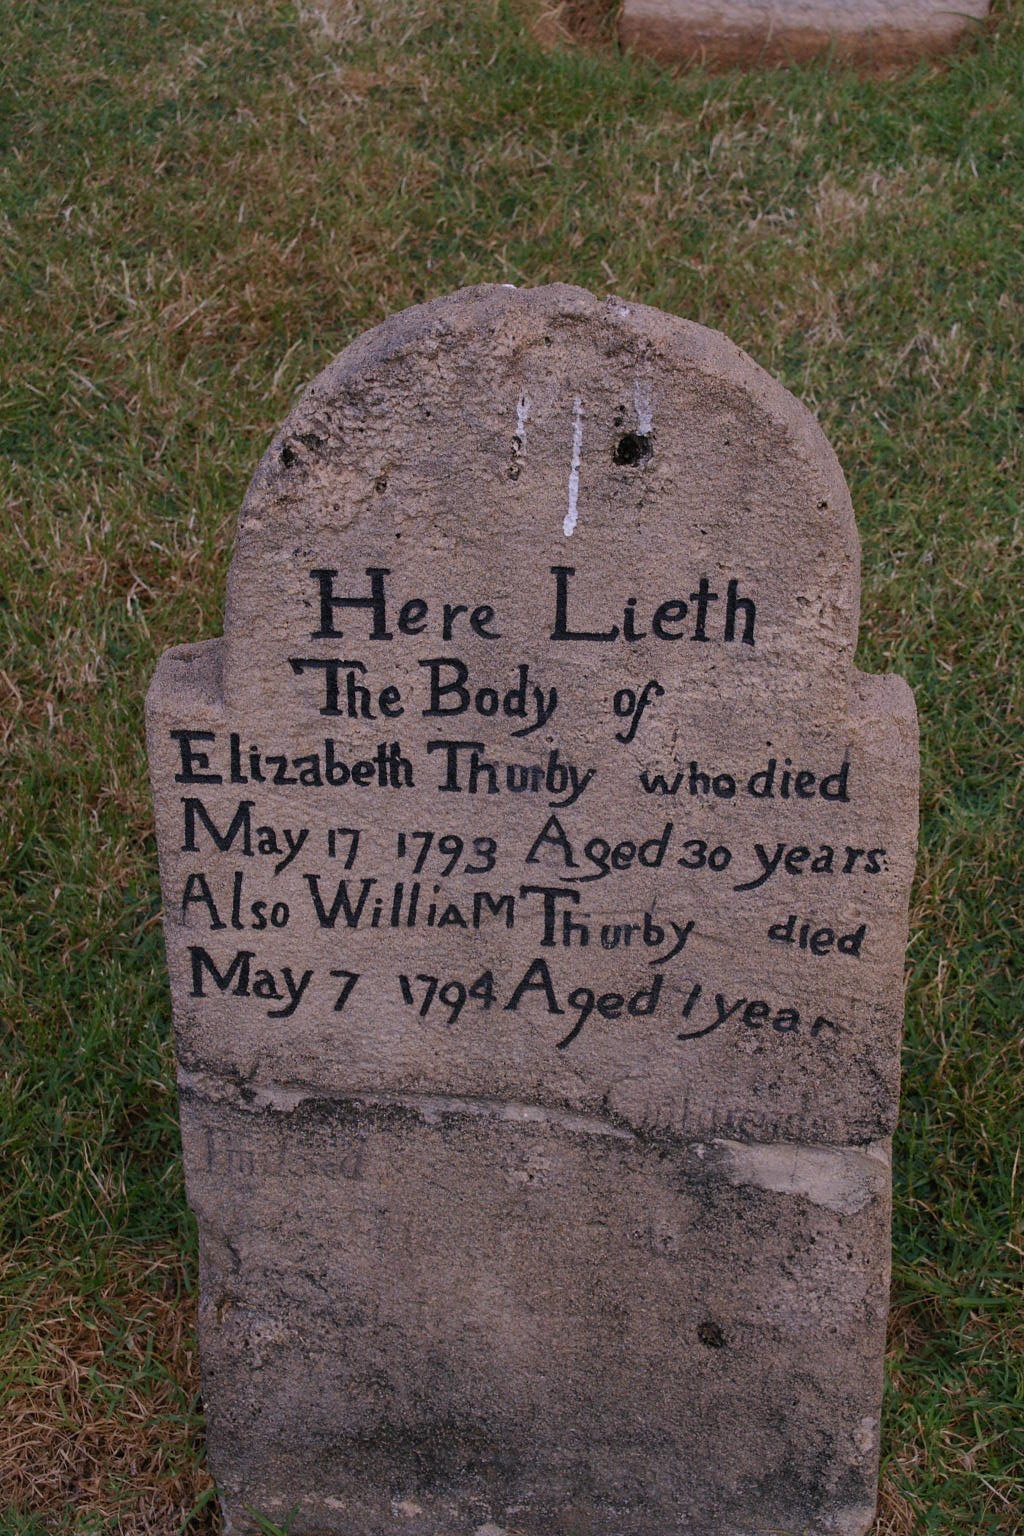 Here Lieth
The Body of
Elizabeth Thurby who died
May 17 1793 Aged 30 years.
Also WilliaM Thurby died
May 7 1794 Aged 1 year